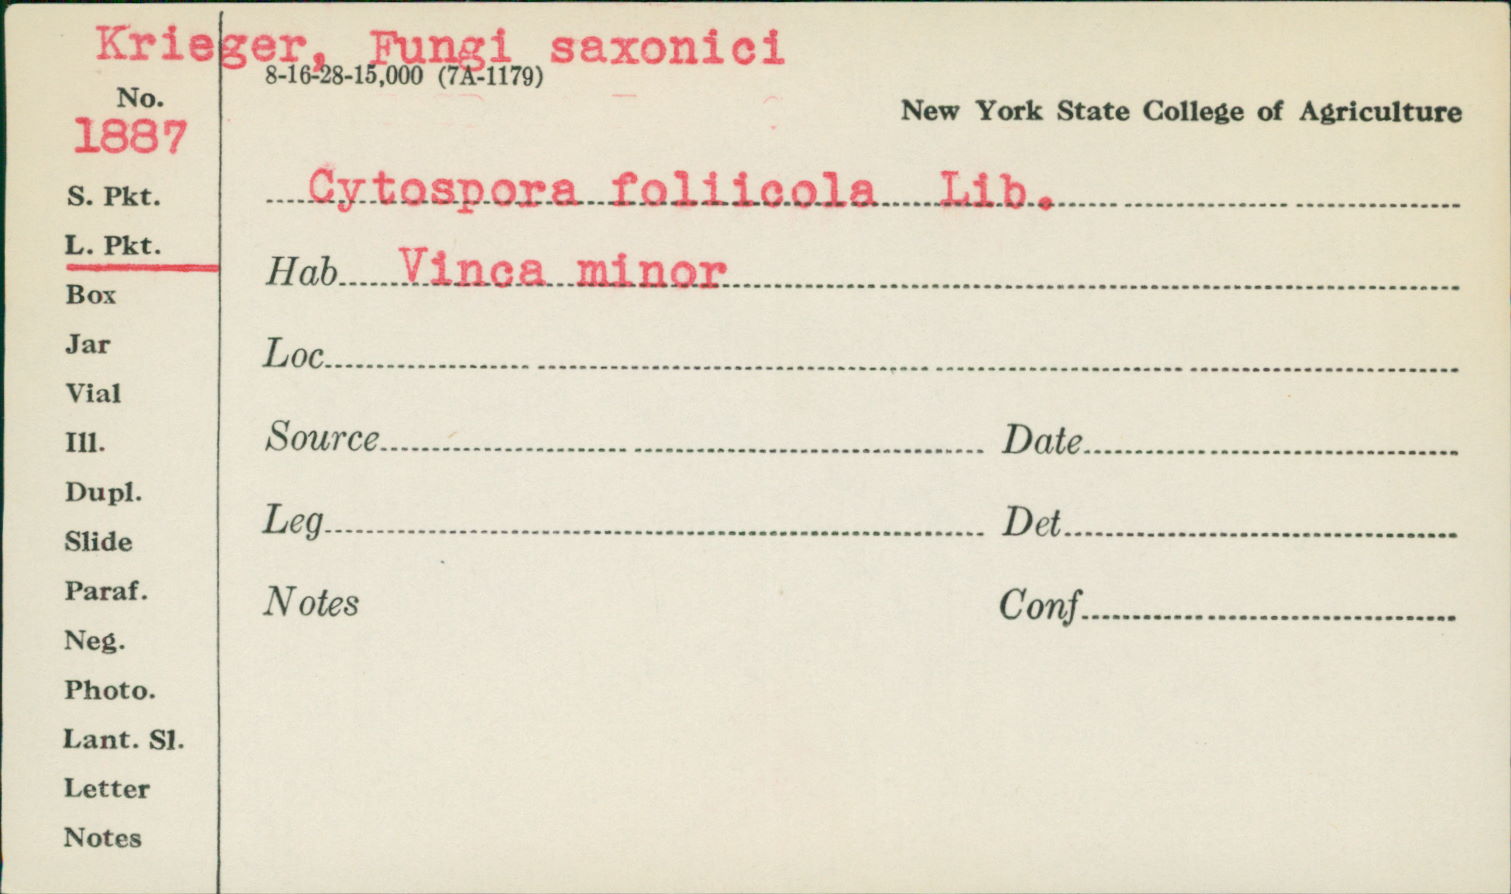 Krieger, Fungi saxonici
8-16-28-15,000 (7A-1179)
No.
1887
New York State College of Agriculture
S. Pkt.
Cytospora foliicola Lib.
L. Pkt.
Hab Vinca minor
Box
Jar
Loc
Vial
Ill.
Source Date
Dupl.
Slide
Leg Det
Paraf.
Notes Conf
Neg.
Photo.
Lant. Sl.
Letter
Notes